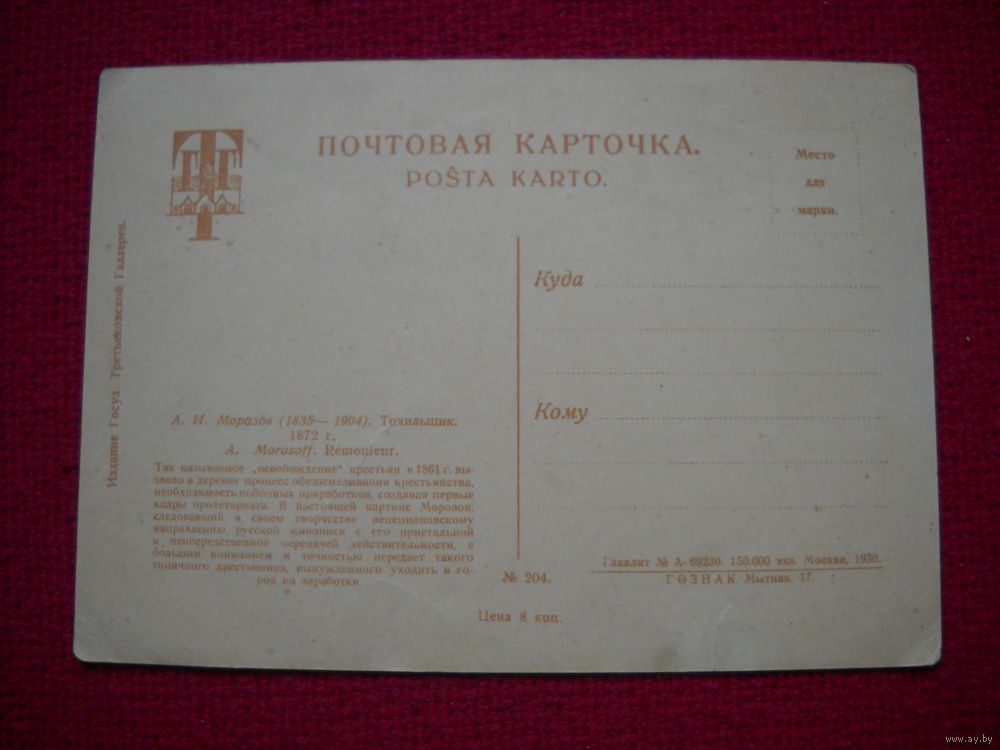 ПОЧТОВАЯ КАРТОЧКА.
POŜTA KARTO.
Место
для
марки.
Издание Госуд. Третьяковской Галлереи.
Куда
Кому
А. И. Морозов (1835—1904). Точильщик.
1872 г.
A. Morosoff. Rémouleur.
Так называемое „освобождение“ крестьян в 1861 г. вы-
звало в деревне процесс обезземеливания крестьянства,
необходимость побочных приработков, создавая первые
кадры пролетариата. В настоящей картине Морозов,
следовавший в своем творчестве венециановскому
направлению русской живописи с его пристальной
и непосредственной передачей действительности, с
большим вниманием и точностью передает такого
типичного крестьянина, вынужденного уходить в го-
род на заработки.
№ 204.
Главлит № А-69230. 150.000 экз. Москва, 1930.
ГОЗНАК. Мытная, 17.
Цена 8 коп.
www.ay.by